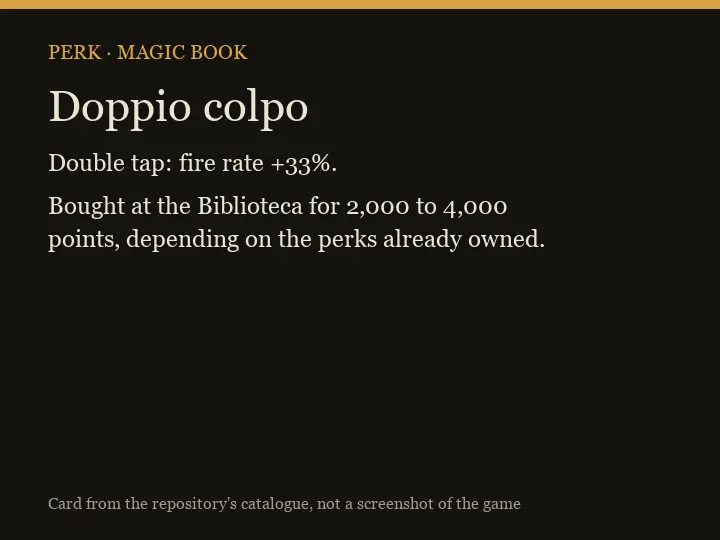 PERK · MAGIC BOOK
Doppio colpo
Double tap: fire rate +33%.
Bought at the Biblioteca for 2,000 to 4,000
points, depending on the perks already owned.
Card from the repository's catalogue, not a screenshot of the game